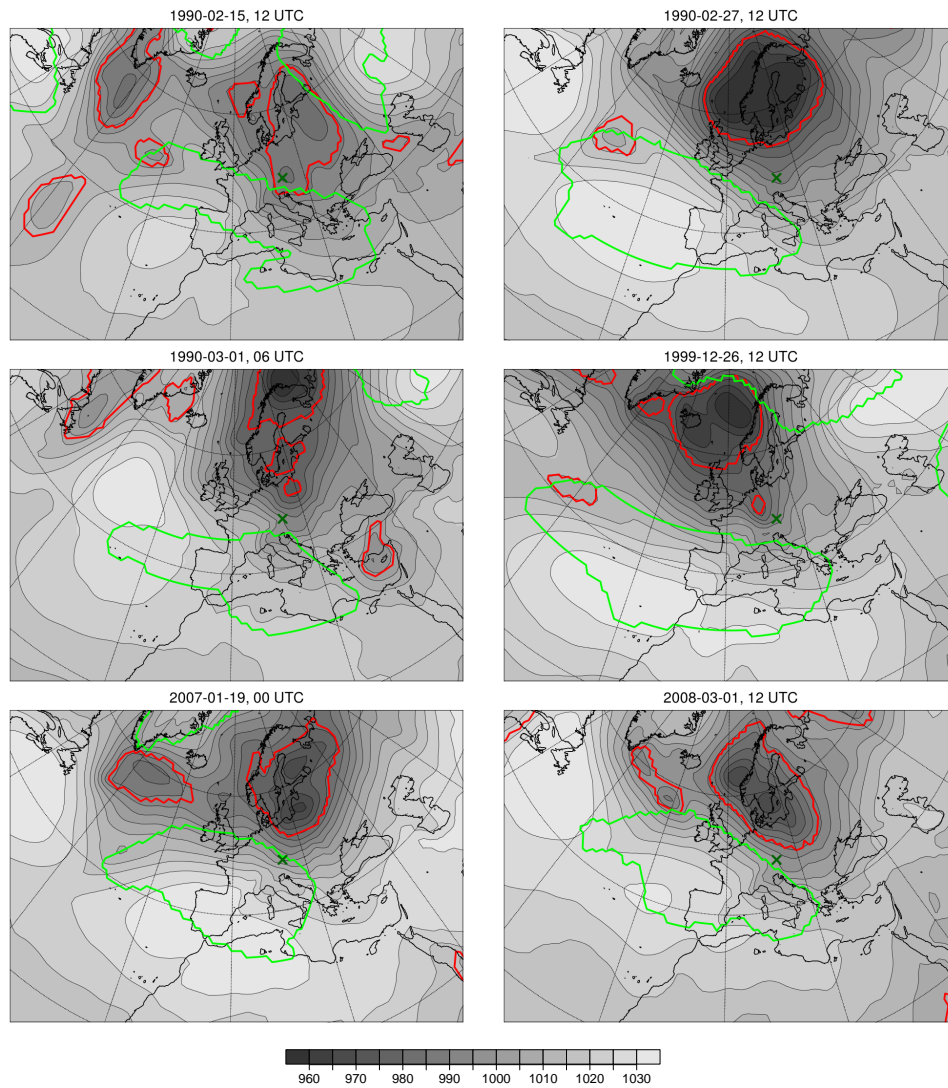 1990-02-15, 12 UTC
1990-02-27, 12 UTC
1990-03-01, 06 UTC
1999-12-26, 12 UTC
2007-01-19, 00 UTC
2008-03-01, 12 UTC
960 970 980 990 1000 1010 1020 1030